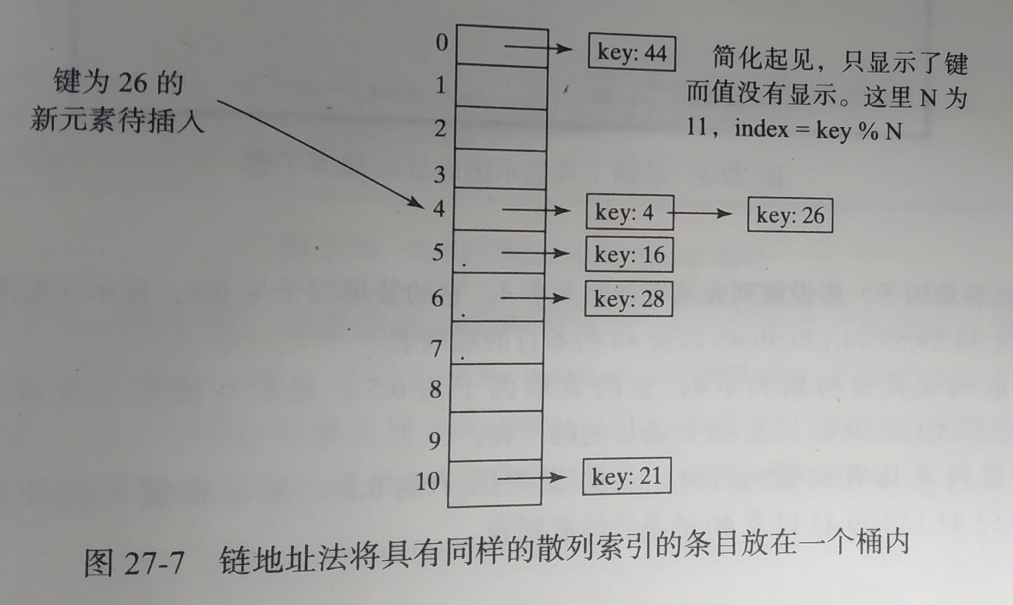 键为 26 的
新元素待插入
0
key: 44
简化起见，只显示了键
而值没有显示。这里 N 为
11，index = key % N
1
2
3
4
key: 4
key: 26
5
key: 16
6
key: 28
7
8
9
10
key: 21
图 27-7 链地址法将具有同样的散列索引的条目放在一个桶内